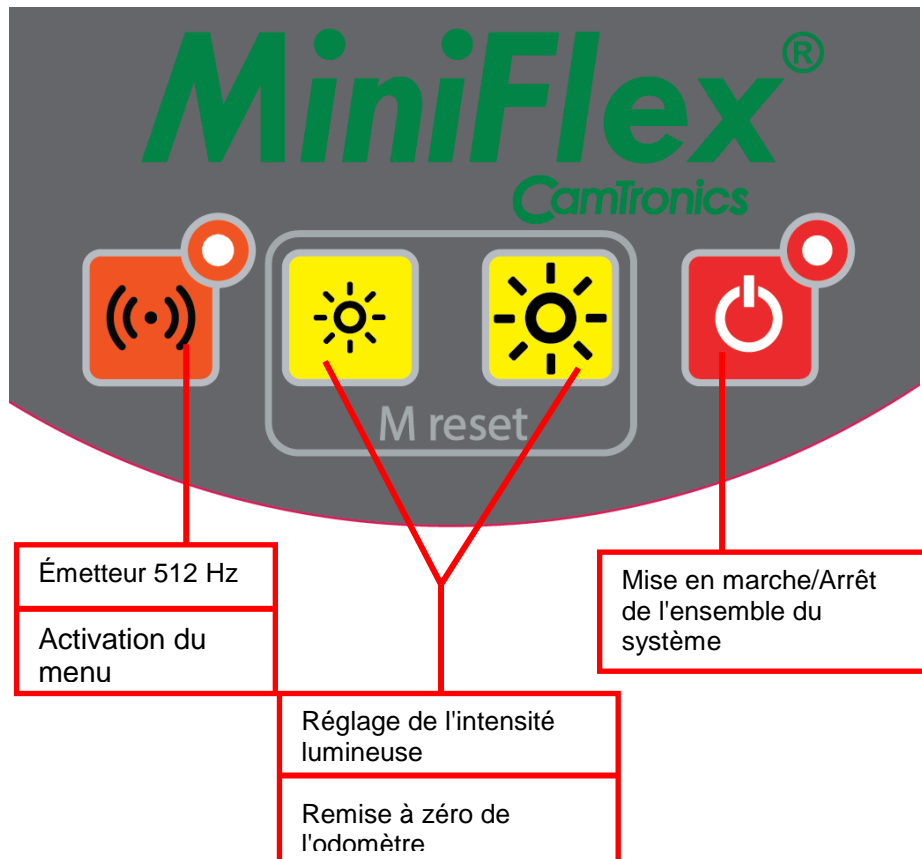 MiniFlex®
CamTronics
M reset
Émetteur 512 Hz
Activation du
menu
Réglage de l'intensité
lumineuse
Remise à zéro de
l'odomètre
Mise en marche/Arrêt
de l'ensemble du
système